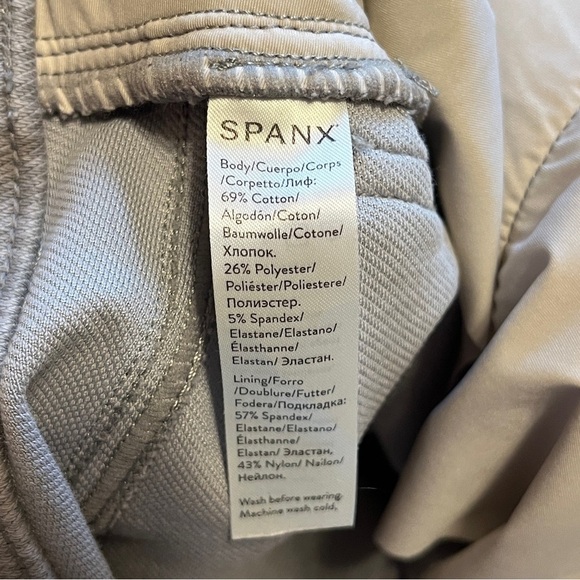 SPANX
Body/Cuerpo/Corps
/Corpetto/Лиф:
69% Cotton/
Algodón/Coton/
Baumwolle/Cotone/
Хлопок.
26% Polyester/
Poliéster/Poliestere/
Полиэстер.
5% Spandex/
Elastane/Elastano/
Élasthanne/
Elastan/ Эластан.
Lining/Forro
/Doublure/Futter/
Fodera/Подкладка:
57% Spandex/
Elastane/Elastano/
Élasthanne/
Elastan/ Эластан,
43% Nylon/ Nailon/
Нейлон.
Wash before wearing.
Machine wash cold,